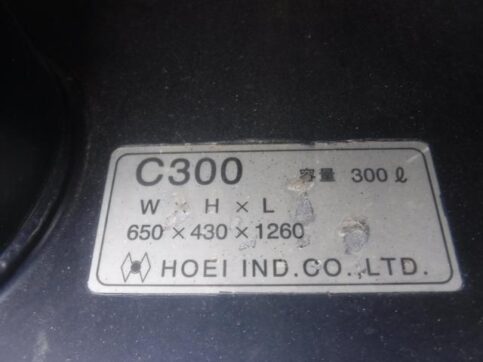 C300 容量 300ℓ
W × H × L
650×430×1260
HOEI IND.CO.,LTD.